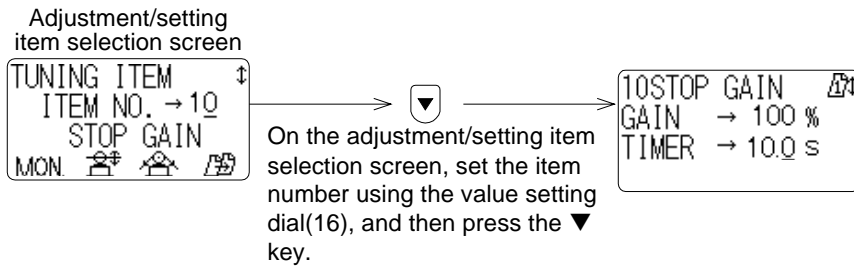 Adjustment/setting
item selection screen
TUNING ITEM ↕
ITEM NO. → 10
STOP GAIN
MON.
▼
On the adjustment/setting item
selection screen, set the item
number using the value setting
dial(16), and then press the ▼
key.
10STOP GAIN
GAIN → 100 %
TIMER → 10.0 s